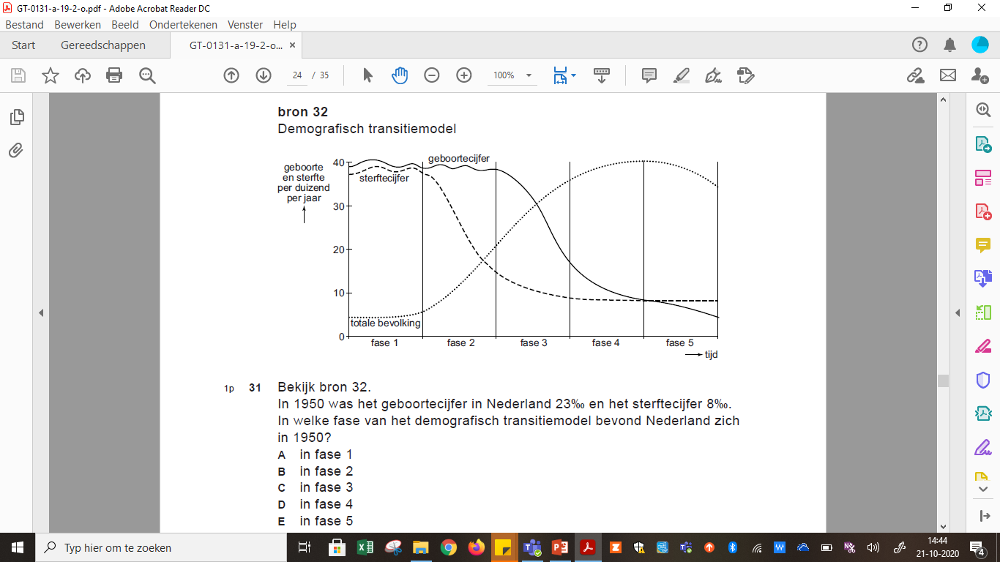 GT-0131-a-19-2-o.pdf - Adobe Acrobat Reader DC
Bestand Bewerken Beeld Ondertekenen Venster Help
Start Gereedschappen GT-0131-a-19-2-o... ×
24 / 35 100%
bron 32
Demografisch transitiemodel
geboorte
en sterfte
per duizend
per jaar
40
30
20
10
0
geboortecijfer
sterftecijfer
totale bevolking
fase 1 fase 2 fase 3 fase 4 fase 5
tijd
1p 31 Bekijk bron 32.
In 1950 was het geboortecijfer in Nederland 23‰ en het sterftecijfer 8‰.
In welke fase van het demografisch transitiemodel bevond Nederland zich
in 1950?
A in fase 1
B in fase 2
C in fase 3
D in fase 4
E in fase 5
Typ hier om te zoeken
14:44
21-10-2020
4